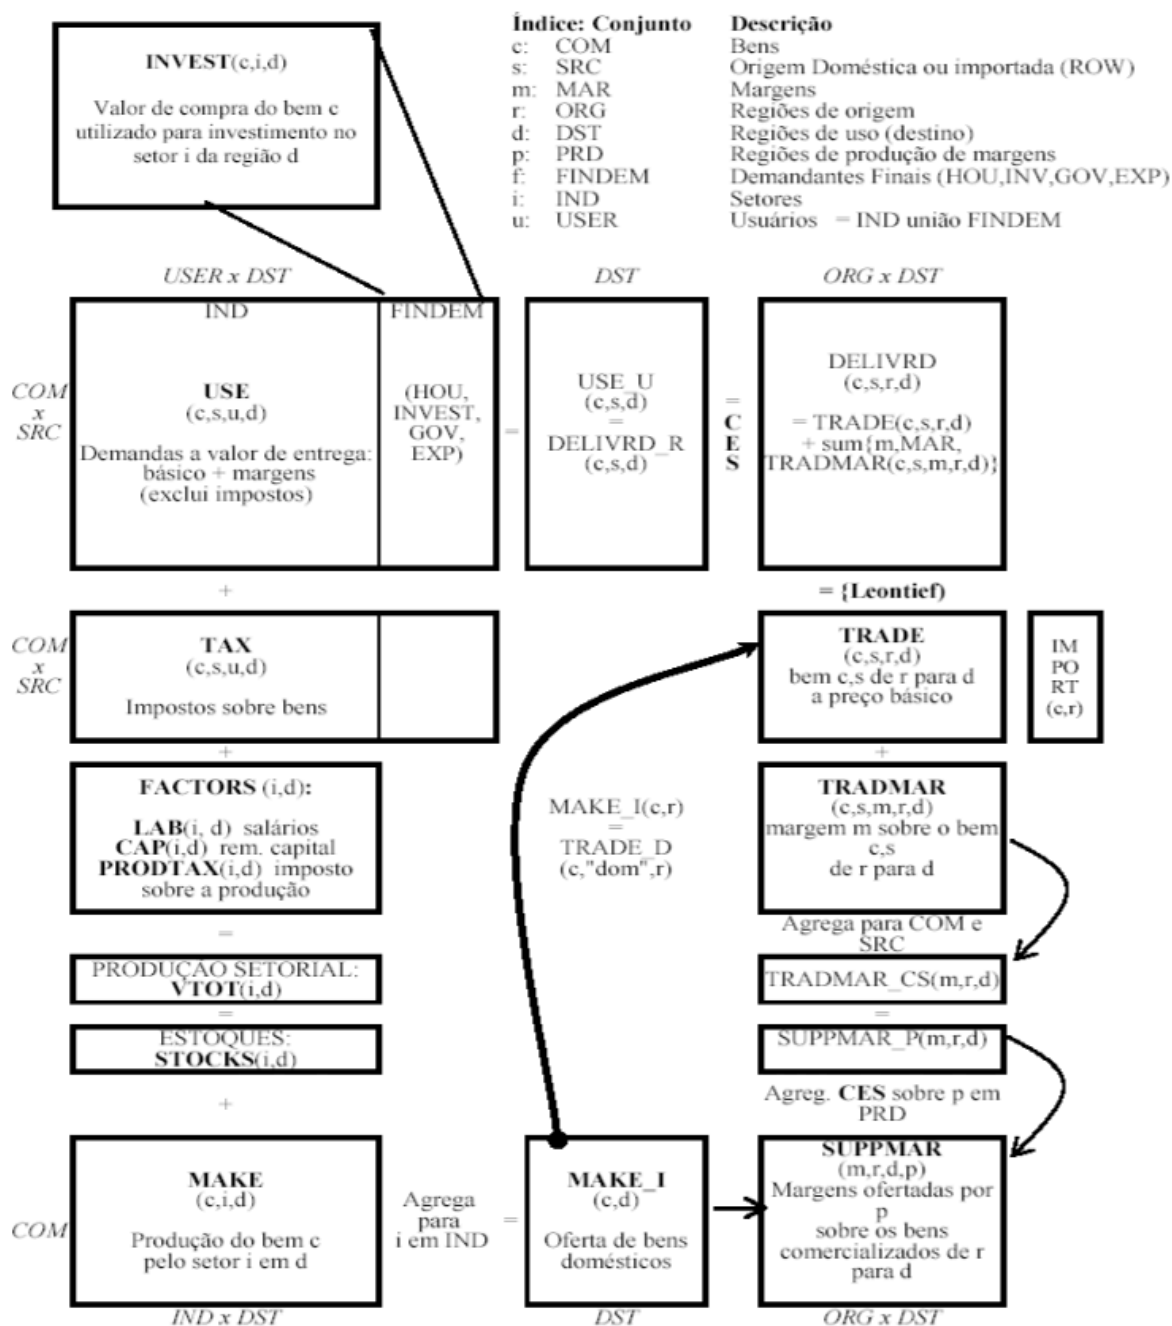 INVEST(c,i,d)
Valor de compra do bem c
utilizado para investimento no
setor i da região d
Índice: Conjunto Descrição
c: COM Bens
s: SRC Origem Doméstica ou importada (ROW)
m: MAR Margens
r: ORG Regiões de origem
d: DST Regiões de uso (destino)
p: PRD Regiões de produção de margens
f: FINDEM Demandantes Finais (HOU,INV,GOV,EXP)
i: IND Setores
u: USER Usuários = IND união FINDEM
USER x DST
DST
ORG x DST
COM
x
SRC
IND
USE
(c,s,u,d)
Demandas a valor de entrega:
básico + margens
(exclui impostos)
FINDEM
(HOU,
INVEST,
GOV,
EXP)
=
USE_U
(c,s,d)
=
DELIVRD_R
(c,s,d)
=
C
E
S
DELIVRD
(c,s,r,d)
= TRADE(c,s,r,d)
+ sum{m,MAR,
TRADMAR(c,s,m,r,d)}
+
= {Leontief)
COM
x
SRC
TAX
(c,s,u,d)
Impostos sobre bens
TRADE
(c,s,r,d)
bem c,s de r para d
a preço básico
IM
PO
RT
(c,r)
+
+
FACTORS (i,d):
LAB(i, d) salários
CAP(i,d) rem. capital
PRODTAX(i,d) imposto
sobre a produção
MAKE_I(c,r)
=
TRADE_D
(c,"dom",r)
TRADMAR
(c,s,m,r,d)
margem m sobre o bem
c,s
de r para d
=
Agrega para COM e
SRC
PRODUÇÃO SETORIAL:
VTOT(i,d)
TRADMAR_CS(m,r,d)
=
=
ESTOQUES:
STOCKS(i,d)
SUPPMAR_P(m,r,d)
+
Agreg. CES sobre p em
PRD
COM
MAKE
(c,i,d)
Produção do bem c
pelo setor i em d
Agrega
para
i em IND
=
MAKE_I
(c,d)
Oferta de bens
domésticos
SUPPMAR
(m,r,d,p)
Margens ofertadas por
p
sobre os bens
comercializados de r
para d
IND x DST
DST
ORG x DST